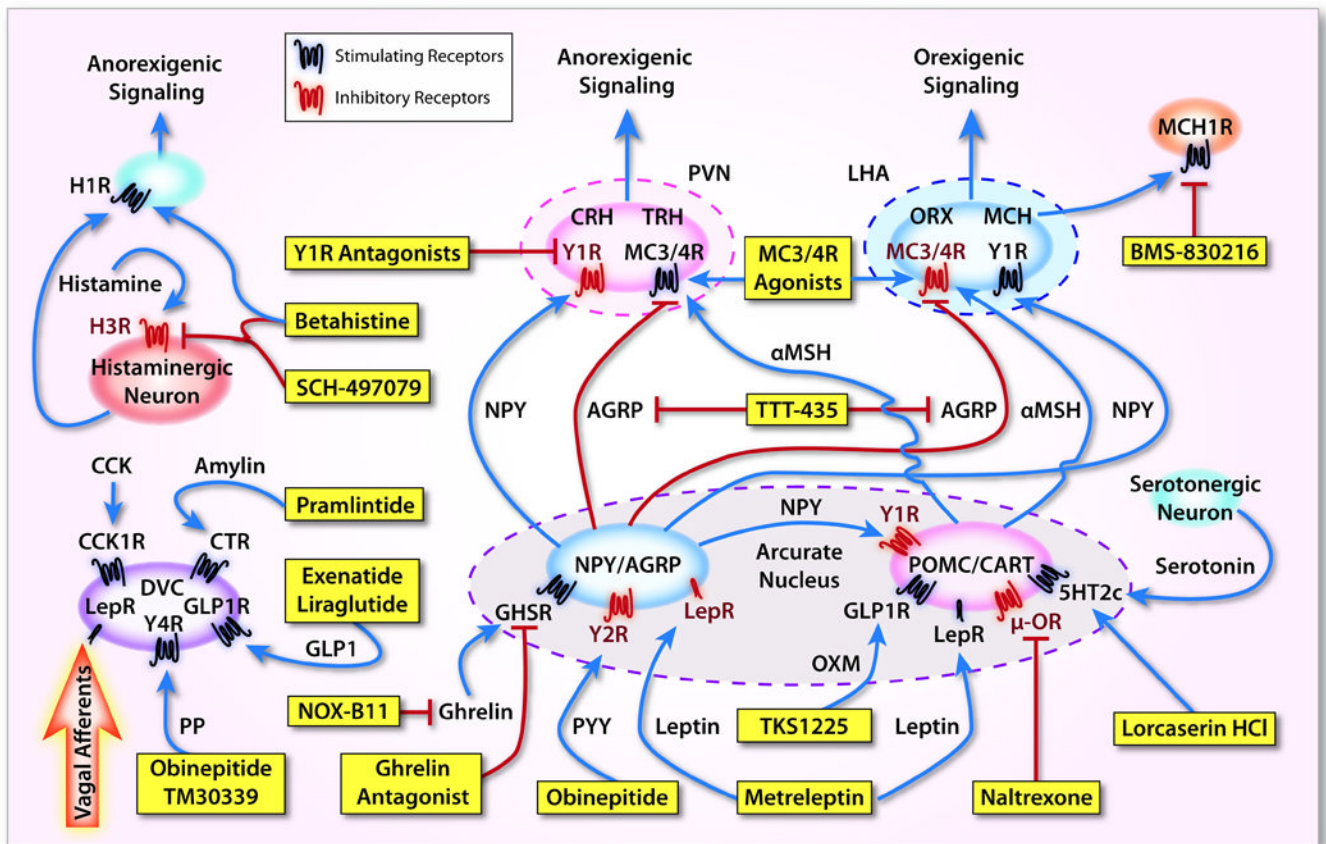 Stimulating Receptors
Inhibitory Receptors
Anorexigenic
Signaling
Anorexigenic
Signaling
Orexigenic
Signaling
MCH1R
H1R
PVN
LHA
CRH TRH
ORX MCH
Y1R Antagonists
Y1R
MC3/4R
MC3/4R
Agonists
MC3/4R
Y1R
BMS-830216
Histamine
H3R
Betahistine
Histaminergic
Neuron
SCH-497079
NPY
AGRP
αMSH
TTT-435
AGRP
αMSH
NPY
CCK
Amylin
Pramlintide
CCK1R
CTR
DVC
LepR
GLP1R
Y4R
Exenatide
Liraglutide
GLP1
Vagal Afferents
PP
Obinepitide
TM30339
NPY
Y1R
Serotonergic
Neuron
NPY/AGRP
Arcurate
Nucleus
POMC/CART
Serotonin
GHSR
Y2R
LepR
GLP1R
LepR
μ-OR
5HT2c
OXM
NOX-B11
Ghrelin
PYY
Leptin
TKS1225
Leptin
Lorcaserin HCl
Ghrelin
Antagonist
Obinepitide
Metreleptin
Naltrexone